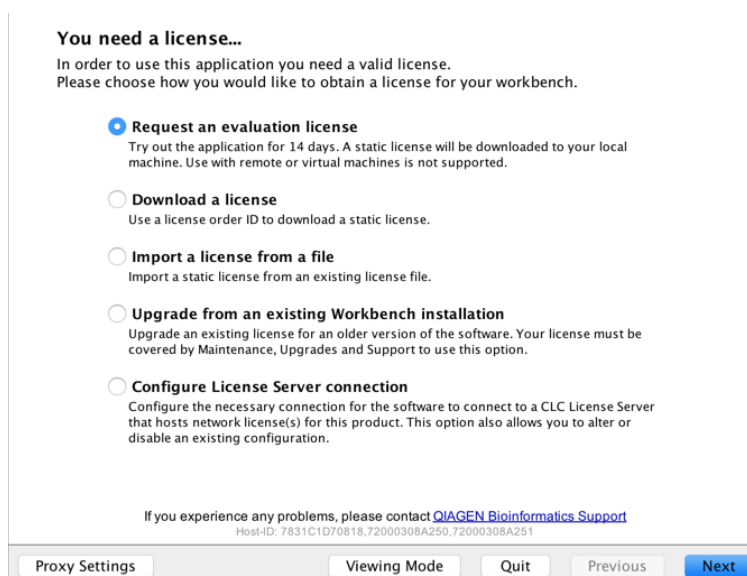 You need a license...
In order to use this application you need a valid license.
Please choose how you would like to obtain a license for your workbench.
Request an evaluation license
Try out the application for 14 days. A static license will be downloaded to your local
machine. Use with remote or virtual machines is not supported.
Download a license
Use a license order ID to download a static license.
Import a license from a file
Import a static license from an existing license file.
Upgrade from an existing Workbench installation
Upgrade an existing license for an older version of the software. Your license must be
covered by Maintenance, Upgrades and Support to use this option.
Configure License Server connection
Configure the necessary connection for the software to connect to a CLC License Server
that hosts network license(s) for this product. This option also allows you to alter or
disable an existing configuration.
If you experience any problems, please contact QIAGEN Bioinformatics Support
Host-ID: 7831C1D70818,72000308A250,72000308A251
Proxy Settings Viewing Mode Quit Previous Next